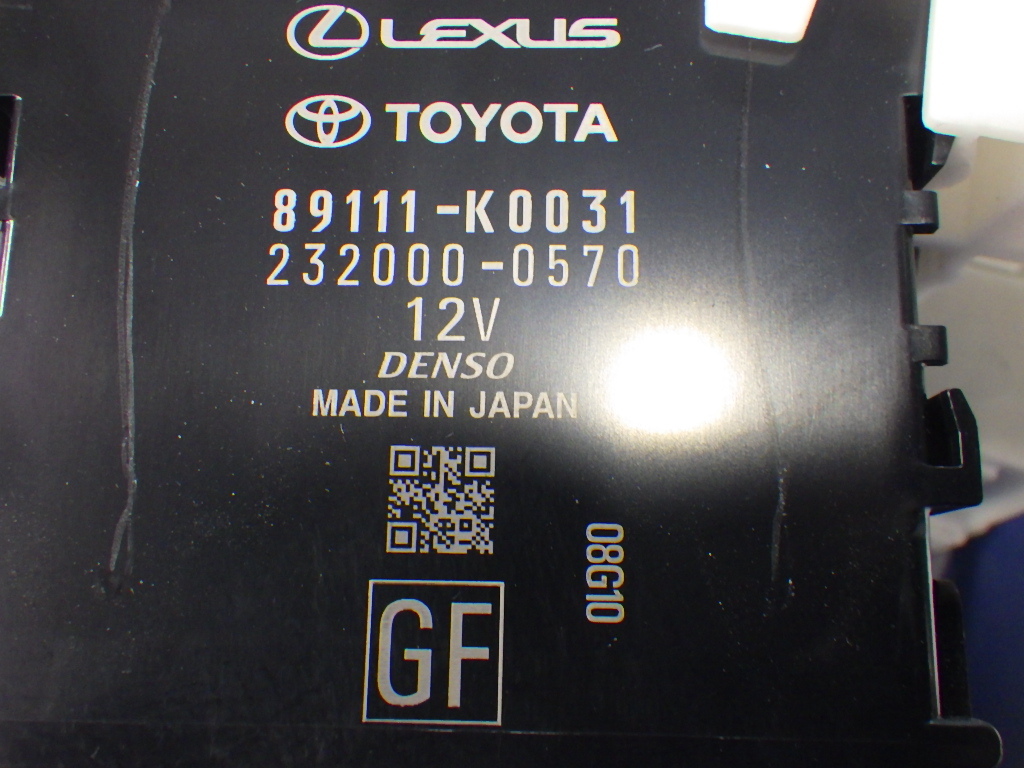 LEXUS
TOYOTA
89111-K0031
232000-0570
12V
DENSO
MADE IN JAPAN
08G10
GF